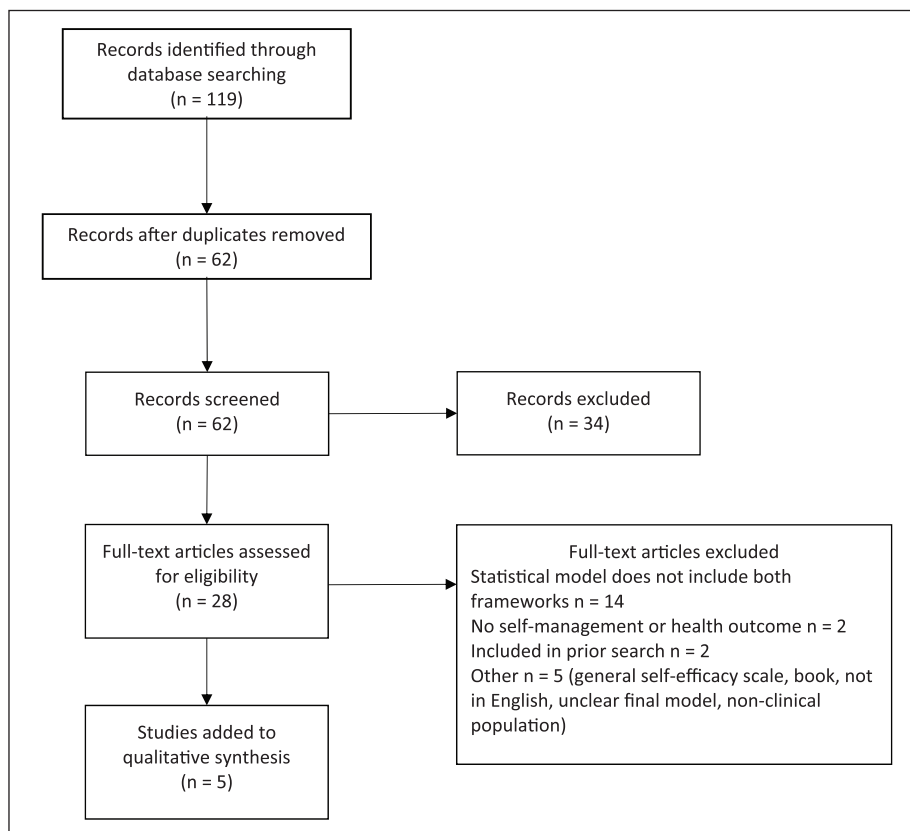 Records identified through
database searching
(n = 119)
Records after duplicates removed
(n = 62)
Records screened
(n = 62)
Records excluded
(n = 34)
Full-text articles assessed
for eligibility
(n = 28)
Full-text articles excluded
Statistical model does not include both
frameworks n = 14
No self-management or health outcome n = 2
Included in prior search n = 2
Other n = 5 (general self-efficacy scale, book, not
in English, unclear final model, non-clinical
population)
Studies added to
qualitative synthesis
(n = 5)